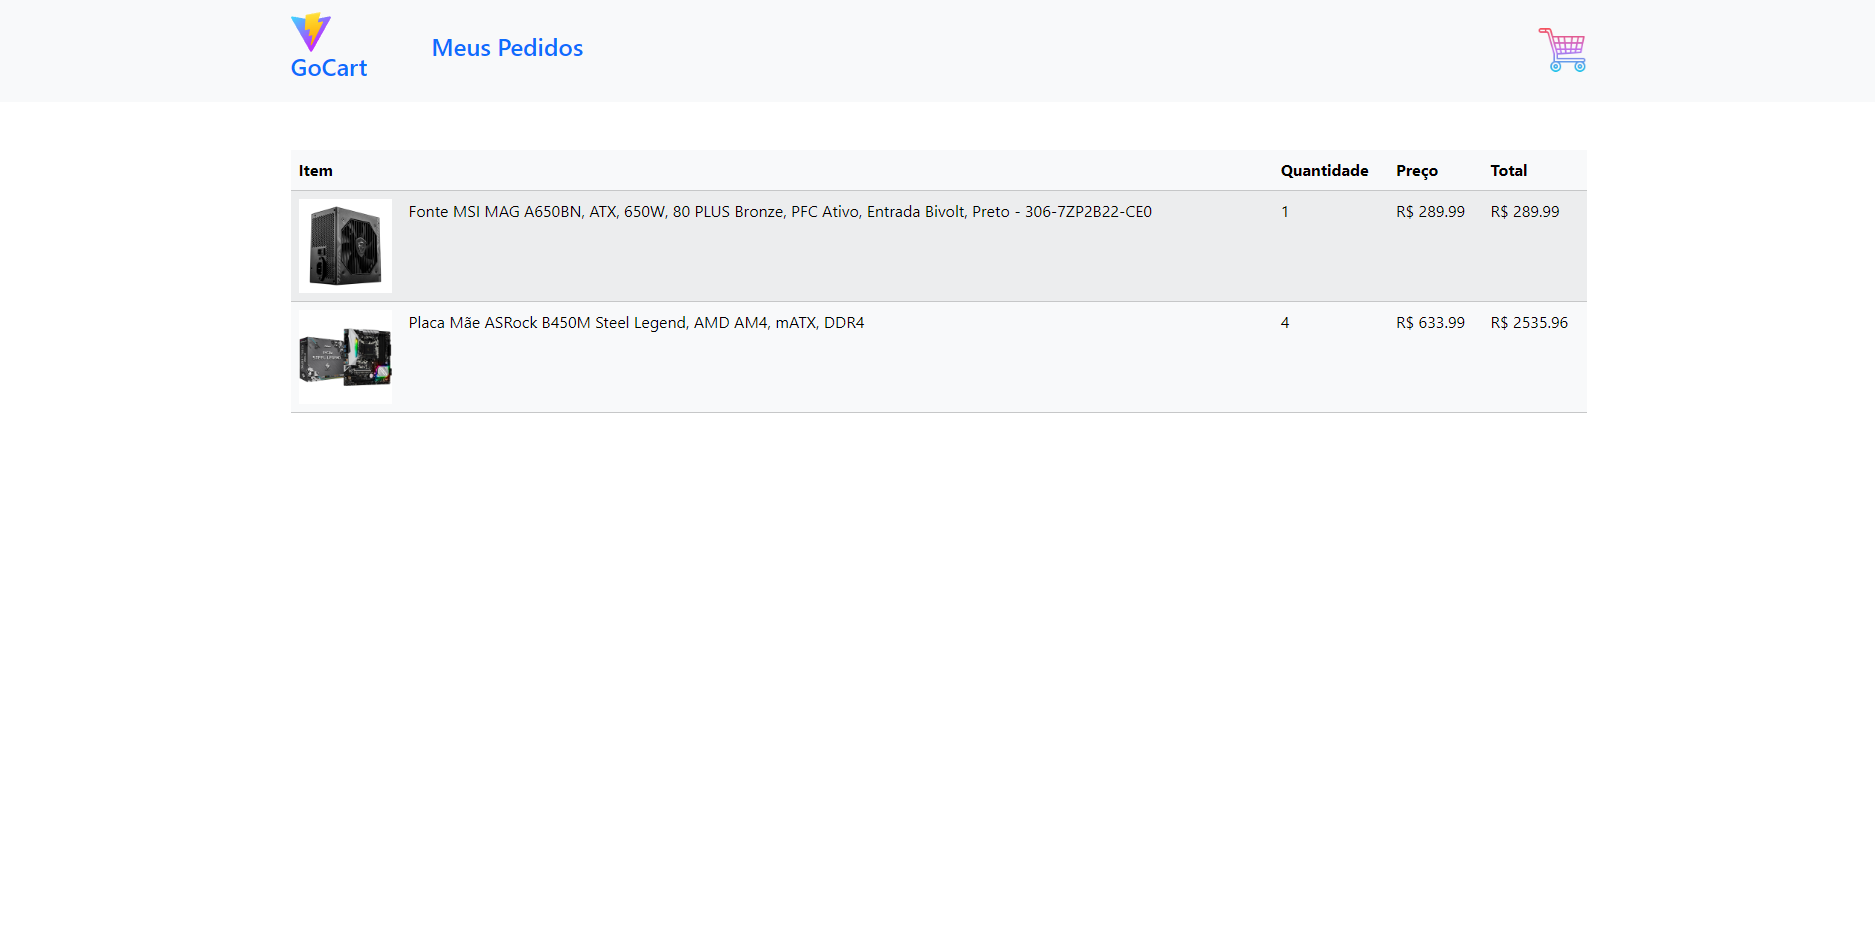 GoCart
Meus Pedidos
Item Quantidade Preço Total
Fonte MSI MAG A650BN, ATX, 650W, 80 PLUS Bronze, PFC Ativo, Entrada Bivolt, Preto - 306-7ZP2B22-CE0 1 R$ 289.99 R$ 289.99
Placa Mãe ASRock B450M Steel Legend, AMD AM4, mATX, DDR4 4 R$ 633.99 R$ 2535.96